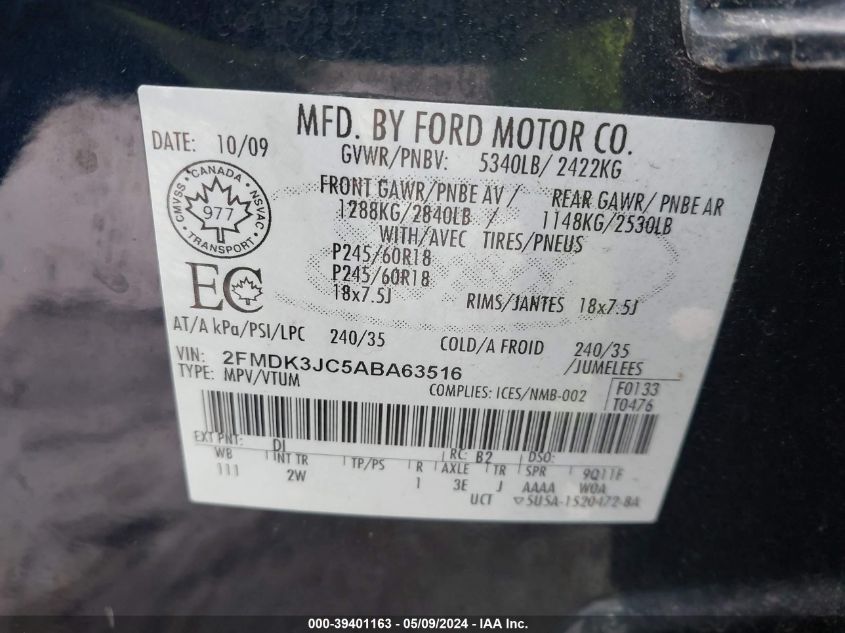 MFD. BY FORD MOTOR CO.
DATE: 10/09
GVWR/PNBV: 5340LB/ 2422KG
CMVSS CANADA NSVAC
977
TRANSPORT
FRONT GAWR/PNBE AV / REAR GAWR/ PNBE AR
1288KG/2840LB / 1148KG/2530LB
WITH/AVEC TIRES/PNEUS
P245/60R18
P245/60R18
18x7.5J RIMS/JANTES 18x7.5J
EC
AT/A kPa/PSI/LPC 240/35 COLD/A FROID 240/35
/JUMELEES
VIN: 2FMDK3JC5ABA63516
TYPE: MPV/VTUM COMPLIES: ICES/NMB-002
F0133
T0476
EXT PNT: DI RC: B2 DSO:
WB INT TR TP/PS R AXLE TR SPR 9Q11F
111 2W 1 3E J AAAA W0A
UCT ▽5U5A-1520472-8A
000-39401163 - 05/09/2024 - IAA Inc.